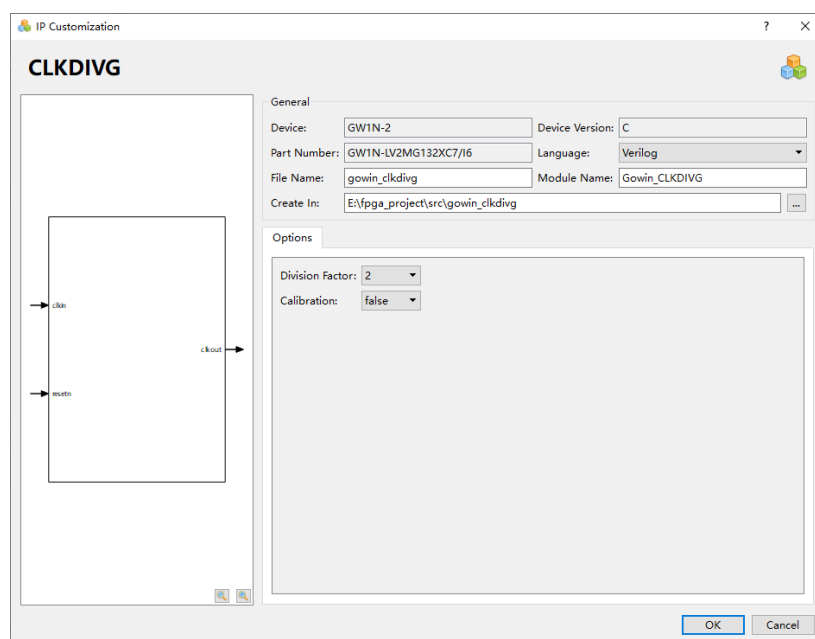 IP Customization
? ×
CLKDIVG
General
Device: GW1N-2 Device Version: C
Part Number: GW1N-LV2MG132XC7/I6 Language: Verilog
File Name: gowin_clkdivg Module Name: Gowin_CLKDIVG
Create In: E:\fpga_project\src\gowin_clkdivg ...
Options
Division Factor: 2
Calibration: false
clkin
clkout
resetn
OK Cancel